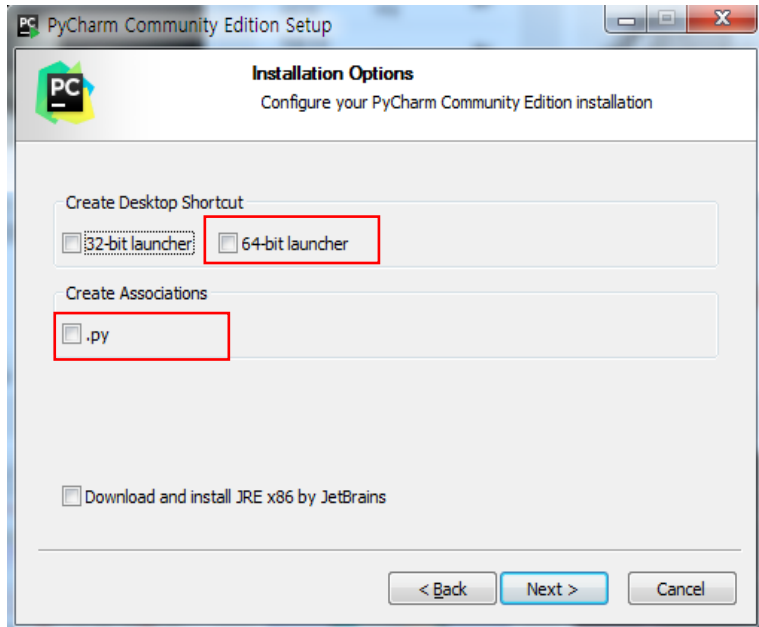 PC PyCharm Community Edition Setup
PC
Installation Options
Configure your PyCharm Community Edition installation
Create Desktop Shortcut
32-bit launcher 64-bit launcher
Create Associations
.py
Download and install JRE x86 by JetBrains
< Back Next > Cancel